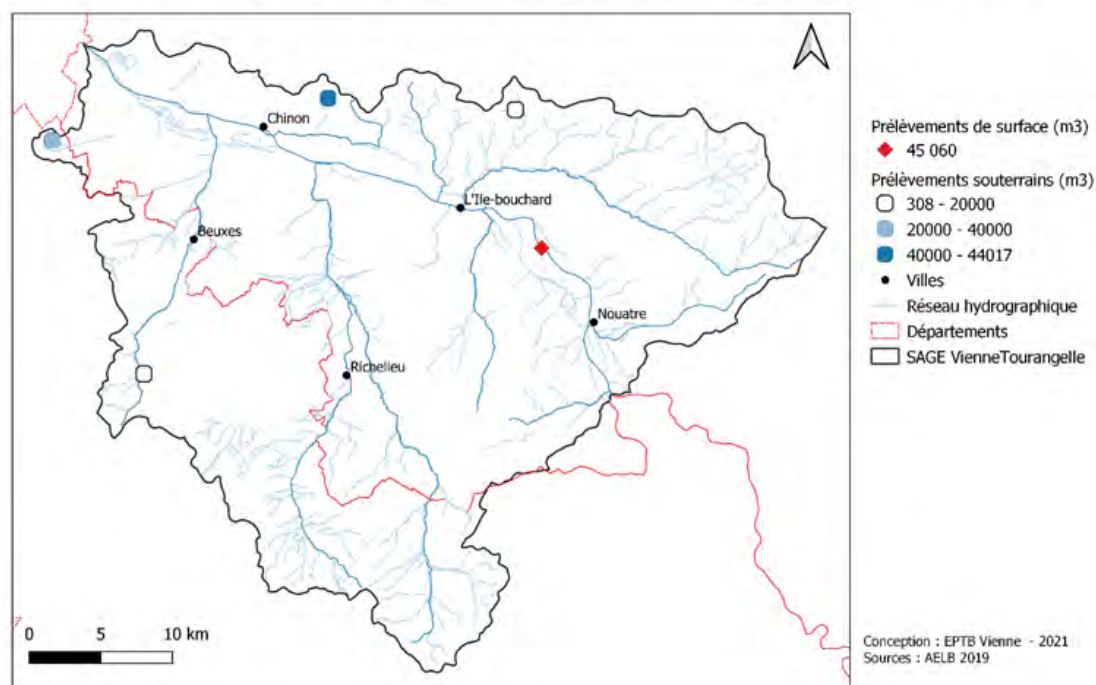 Chinon
L'Ile-bouchard
Beuxes
Nouatre
Richelieu
0 5 10 km
Prélèvements de surface (m3)
45 060
Prélèvements souterrains (m3)
308 - 20000
20000 - 40000
40000 - 44017
Villes
Réseau hydrographique
Départements
SAGE VienneTourangelle
Conception : EPTB Vienne - 2021
Sources : AELB 2019